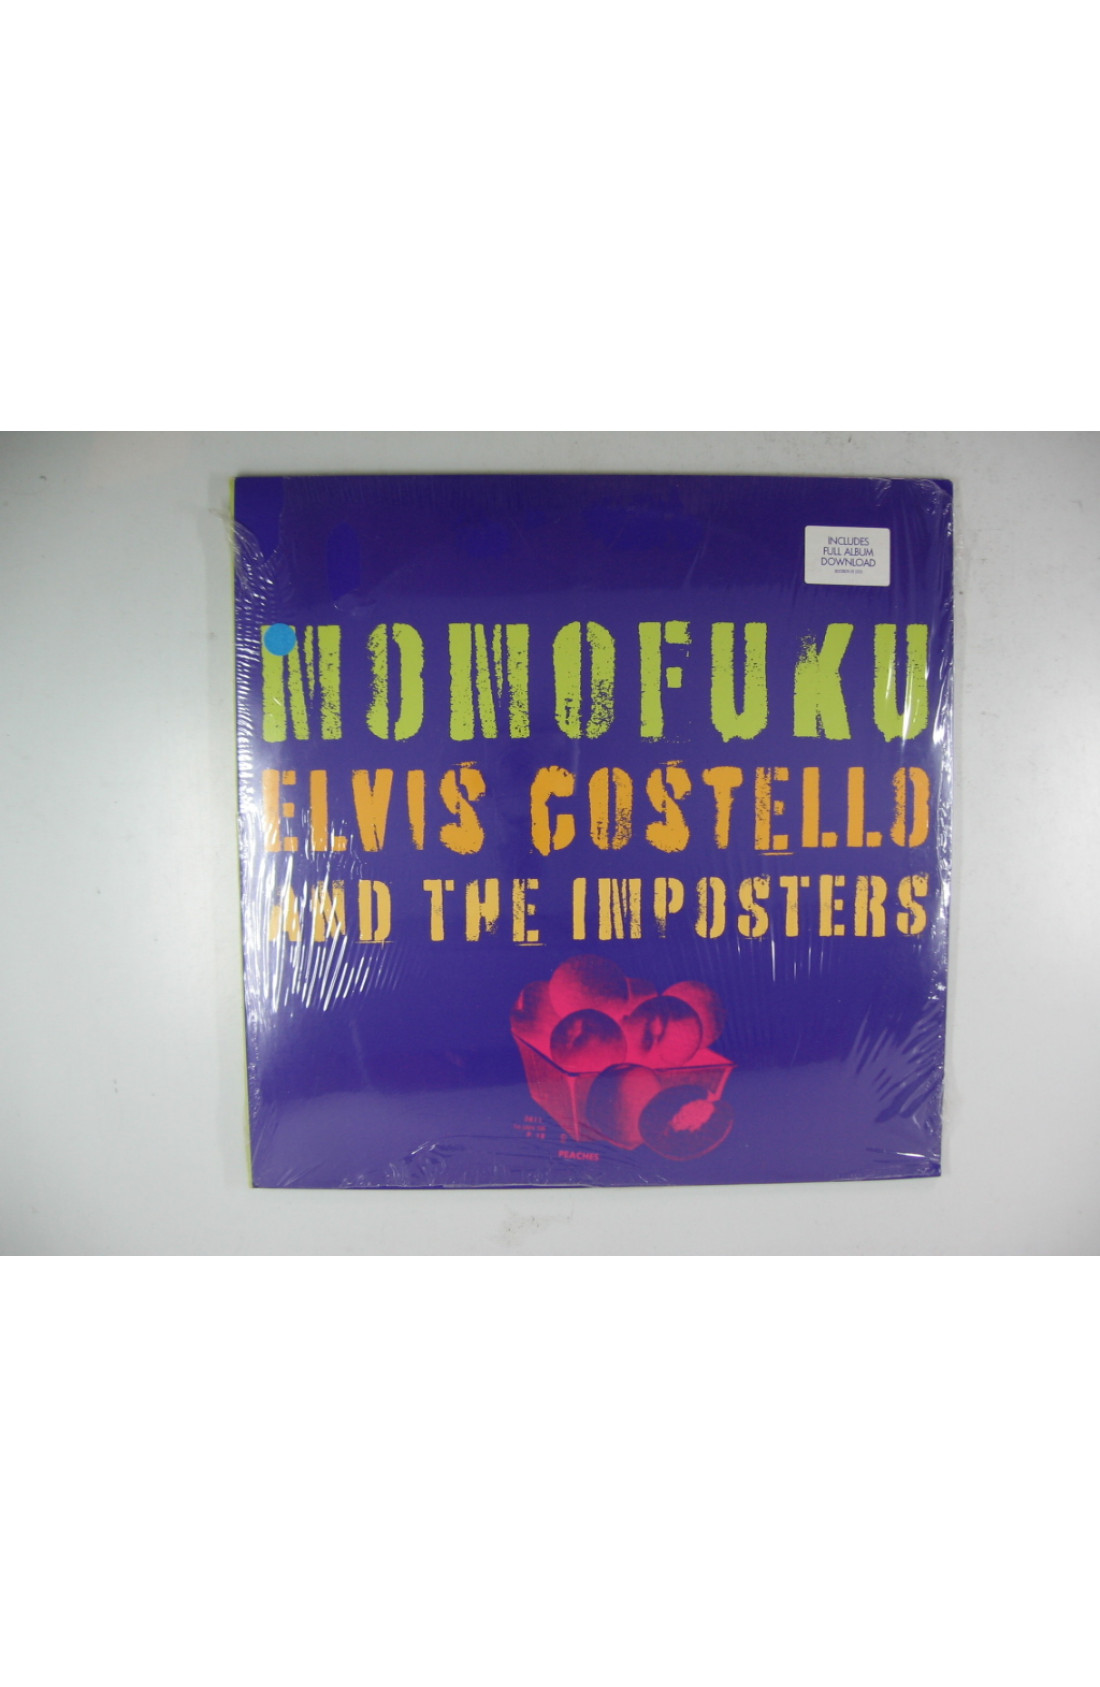 INCLUDES
FULL ALBUM
DOWNLOAD
MOMOFUKU
ELVIS COSTELLO
AND THE IMPOSTERS
PEACHES